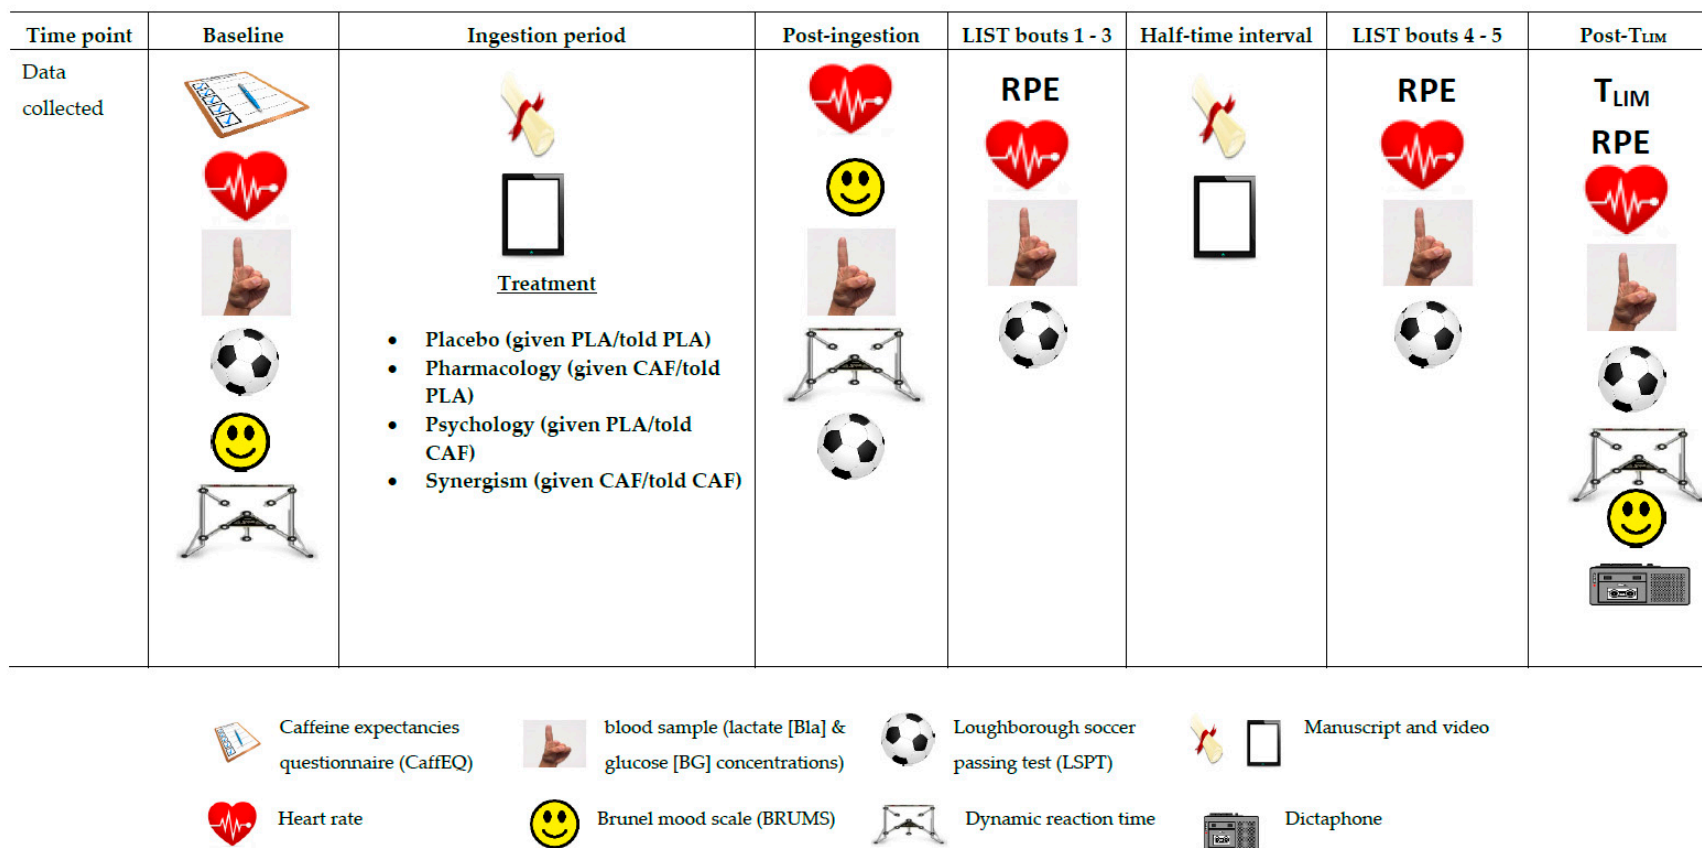 Time point Baseline Ingestion period Post-ingestion LIST bouts 1 - 3 Half-time interval LIST bouts 4 - 5 Post-TLIM
Data
collected
RPE
RPE
TLIM
RPE
Treatment
• Placebo (given PLA/told PLA)
• Pharmacology (given CAF/told
PLA)
• Psychology (given PLA/told
CAF)
• Synergism (given CAF/told CAF)
Caffeine expectancies
questionnaire (CaffEQ)
blood sample (lactate [Bla] &
glucose [BG] concentrations)
Loughborough soccer
passing test (LSPT)
Manuscript and video
Heart rate
Brunel mood scale (BRUMS)
Dynamic reaction time
Dictaphone